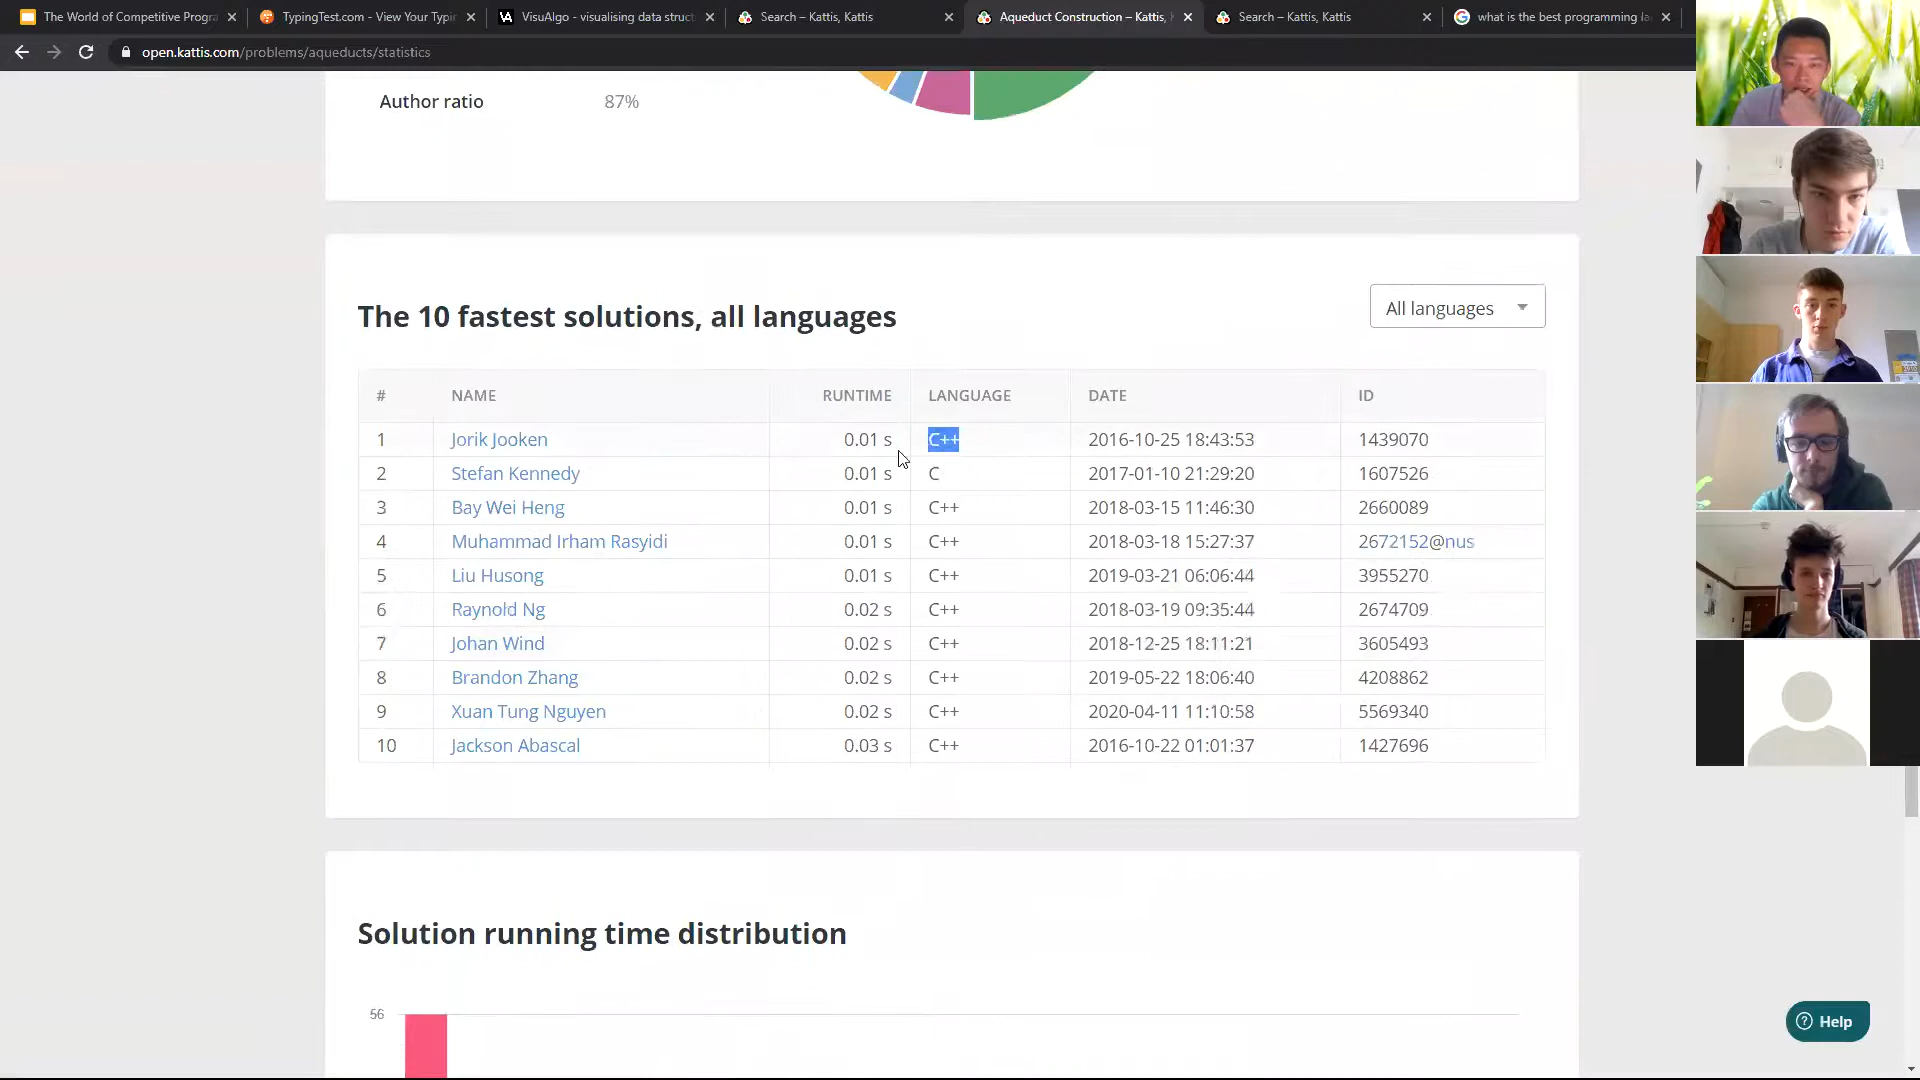 The World of Competitive Progra
TypingTest.com - View Your Typin
VisuAlgo - visualising data struct
Search – Kattis, Kattis
Aqueduct Construction – Kattis,
Search – Kattis, Kattis
what is the best programming la
open.kattis.com/problems/aqueducts/statistics
Author ratio 87%
The 10 fastest solutions, all languages
All languages
# NAME RUNTIME LANGUAGE DATE ID
1 Jorik Jooken 0.01 s C++ 2016-10-25 18:43:53 1439070
2 Stefan Kennedy 0.01 s C 2017-01-10 21:29:20 1607526
3 Bay Wei Heng 0.01 s C++ 2018-03-15 11:46:30 2660089
4 Muhammad Irham Rasyidi 0.01 s C++ 2018-03-18 15:27:37 2672152@nus
5 Liu Husong 0.01 s C++ 2019-03-21 06:06:44 3955270
6 Raynold Ng 0.02 s C++ 2018-03-19 09:35:44 2674709
7 Johan Wind 0.02 s C++ 2018-12-25 18:11:21 3605493
8 Brandon Zhang 0.02 s C++ 2019-05-22 18:06:40 4208862
9 Xuan Tung Nguyen 0.02 s C++ 2020-04-11 11:10:58 5569340
10 Jackson Abascal 0.03 s C++ 2016-10-22 01:01:37 1427696
Solution running time distribution
56
Help